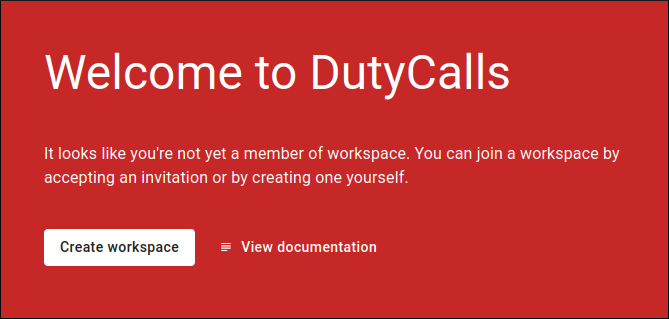 Welcome to DutyCalls
It looks like you're not yet a member of workspace. You can join a workspace by
accepting an invitation or by creating one yourself.
Create workspace
View documentation